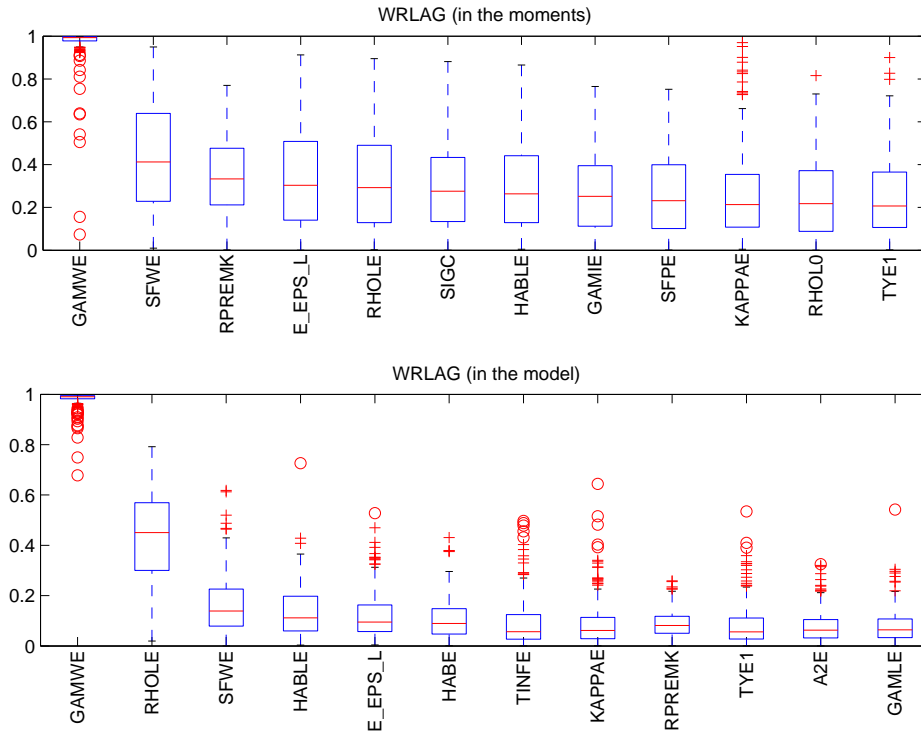 WRLAG (in the moments)
1
0.8
0.6
0.4
0.2
0
GAMWE
SFWE
RPREMK
E_EPS_L
RHOLE
SIGC
HABLE
GAMIE
SFPE
KAPPAE
RHOL0
TYE1
WRLAG (in the model)
1
0.8
0.6
0.4
0.2
0
GAMWE
RHOLE
SFWE
HABLE
E_EPS_L
HABE
TINFE
KAPPAE
RPREMK
TYE1
A2E
GAMLE